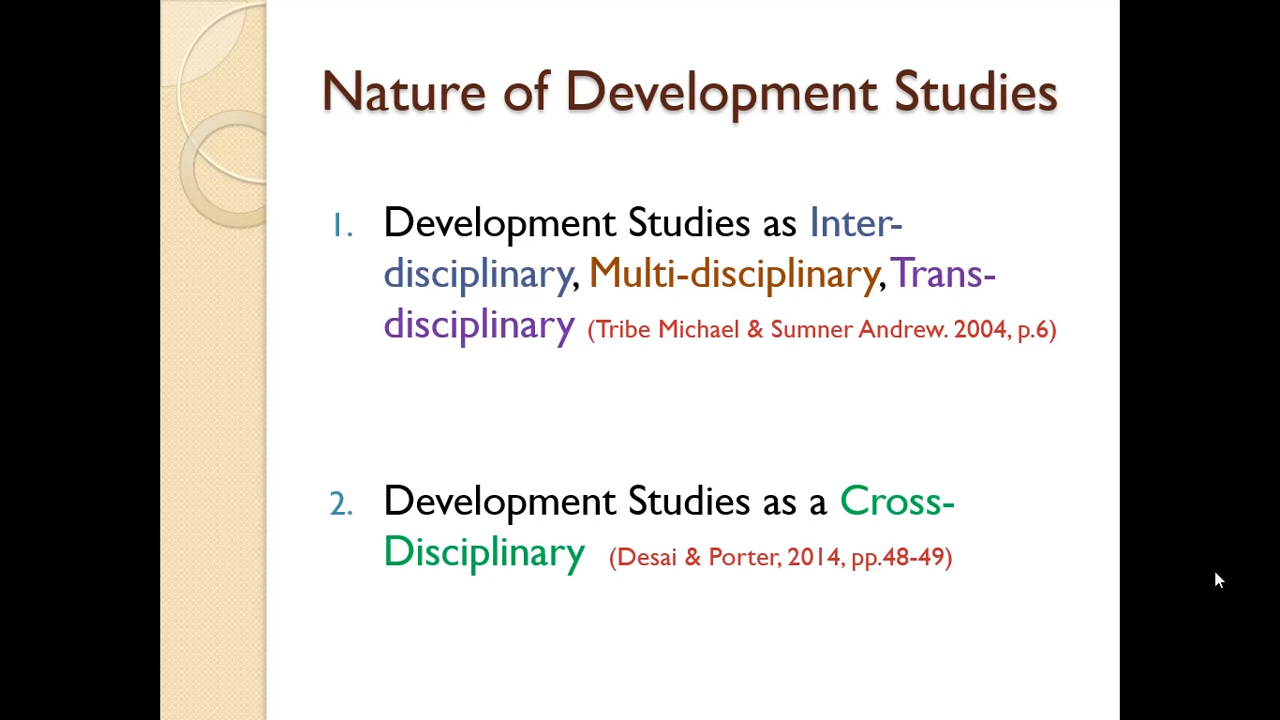 Nature of Development Studies
1. Development Studies as Inter-
disciplinary, Multi-disciplinary, Trans-
disciplinary (Tribe Michael & Sumner Andrew. 2004, p.6)
2. Development Studies as a Cross-
Disciplinary (Desai & Porter, 2014, pp.48-49)